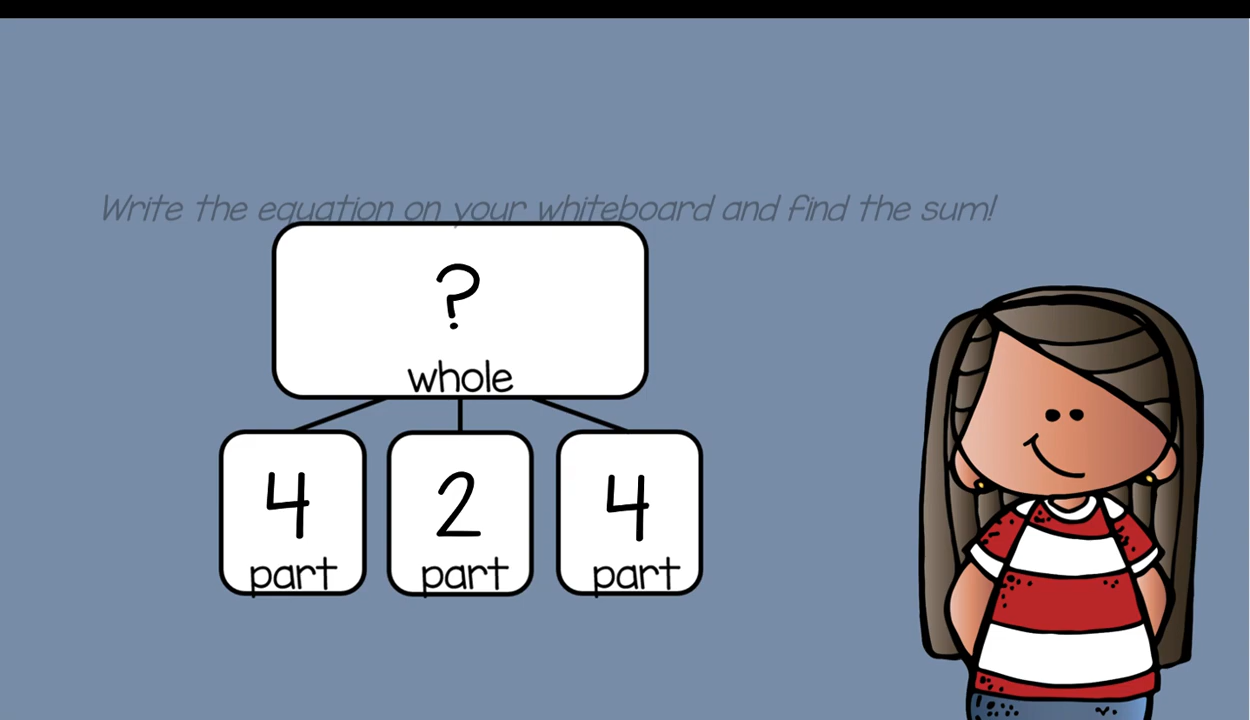 Write the equation on your whiteboard and find the sum!
?
whole
4 2 4
part part part